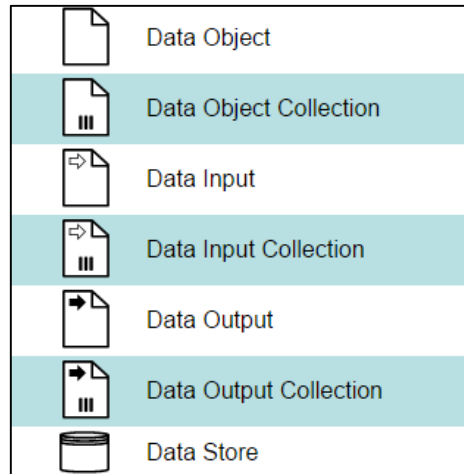 Data Object
Data Object Collection
Data Input
Data Input Collection
Data Output
Data Output Collection
Data Store